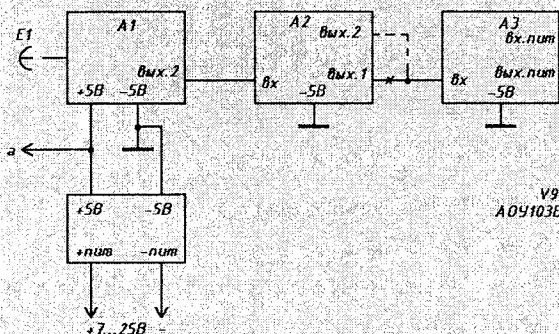 E1
A1
вых.2
+5В -5В
A2
вых.2
вх
вых.1
-5В
A3
вх.пит
вх
вых.пит
-5В
а
+5В -5В
+пит -пит
+7...25В -
V9
АОУ103В